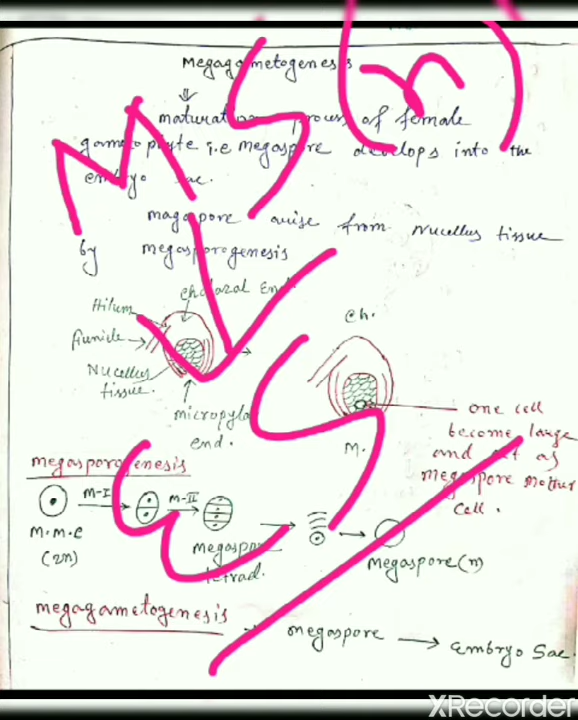 Megagametogenesis
maturation process of female
gametophyte i.e megaspore develops into the
embryo sac.
magaspore arise from Nucellus tissue
by megasporogenesis
Hilum
chalazal End
funicle
Nucellus
tissue.
micropylar
end.
ch.
M.
one cell
become large
and act as
megaspore mother
cell.
megasporogenesis
M-I
M-II
M.M.C
(2n)
megaspore
tetrad.
megaspore(n)
megagametogenesis
megaspore → embryo Sac.
MS (n)
S
XRecorder